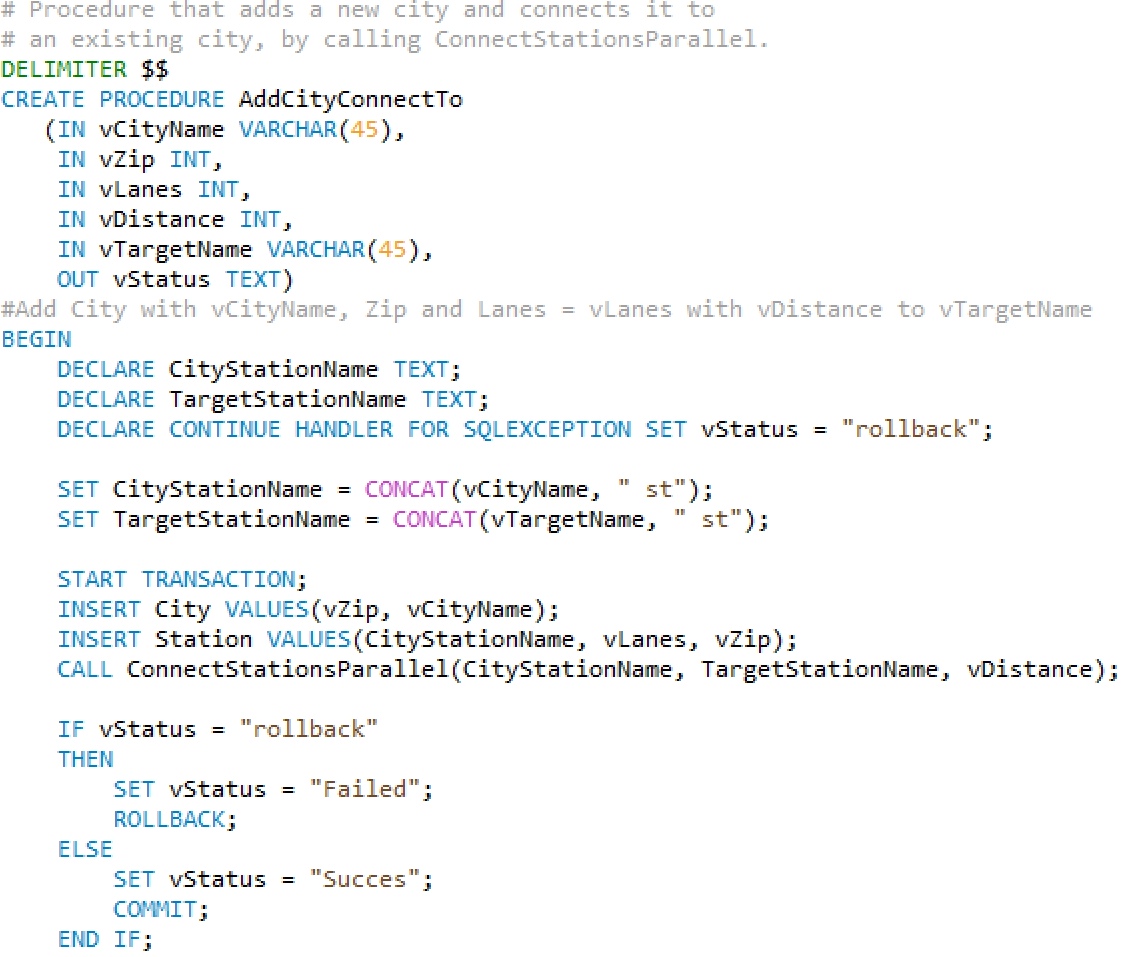 # Procedure that adds a new city and connects it to
# an existing city, by calling ConnectStationsParallel.
DELIMITER $$
CREATE PROCEDURE AddCityConnectTo
(IN vCityName VARCHAR(45),
IN vZip INT,
IN vLanes INT,
IN vDistance INT,
IN vTargetName VARCHAR(45),
OUT vStatus TEXT)
#Add City with vCityName, Zip and Lanes = vLanes with vDistance to vTargetName
BEGIN
DECLARE CityStationName TEXT;
DECLARE TargetStationName TEXT;
DECLARE CONTINUE HANDLER FOR SQLEXCEPTION SET vStatus = "rollback";
SET CityStationName = CONCAT(vCityName, " st");
SET TargetStationName = CONCAT(vTargetName, " st");
START TRANSACTION;
INSERT City VALUES(vZip, vCityName);
INSERT Station VALUES(CityStationName, vLanes, vZip);
CALL ConnectStationsParallel(CityStationName, TargetStationName, vDistance);
IF vStatus = "rollback"
THEN
SET vStatus = "Failed";
ROLLBACK;
ELSE
SET vStatus = "Succes";
COMMIT;
END IF;